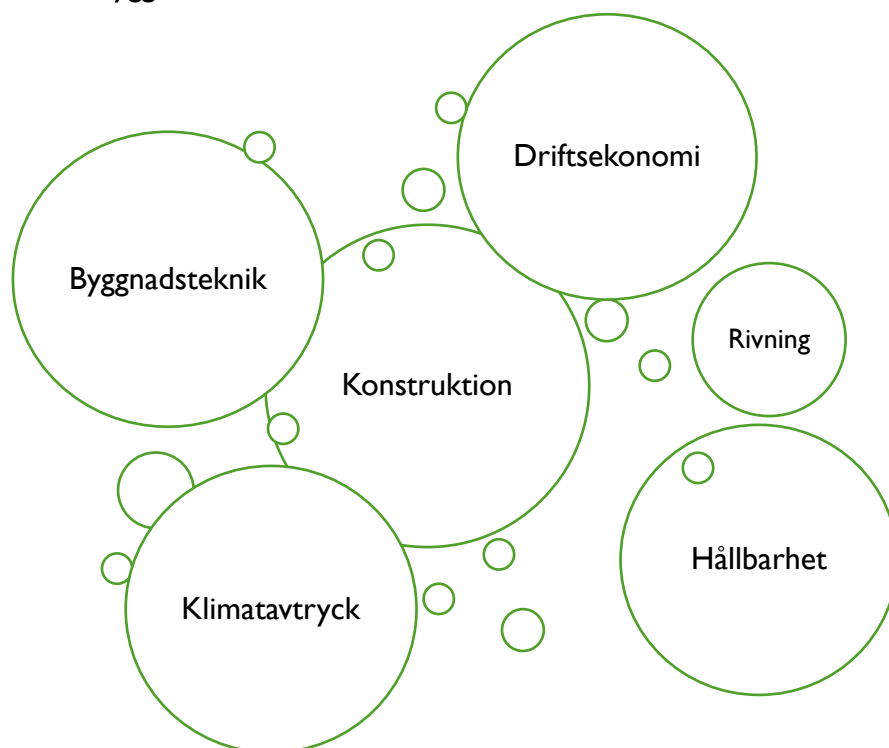 Driftsekonomi
Byggnadsteknik
Rivning
Konstruktion
Hållbarhet
Klimatavtryck